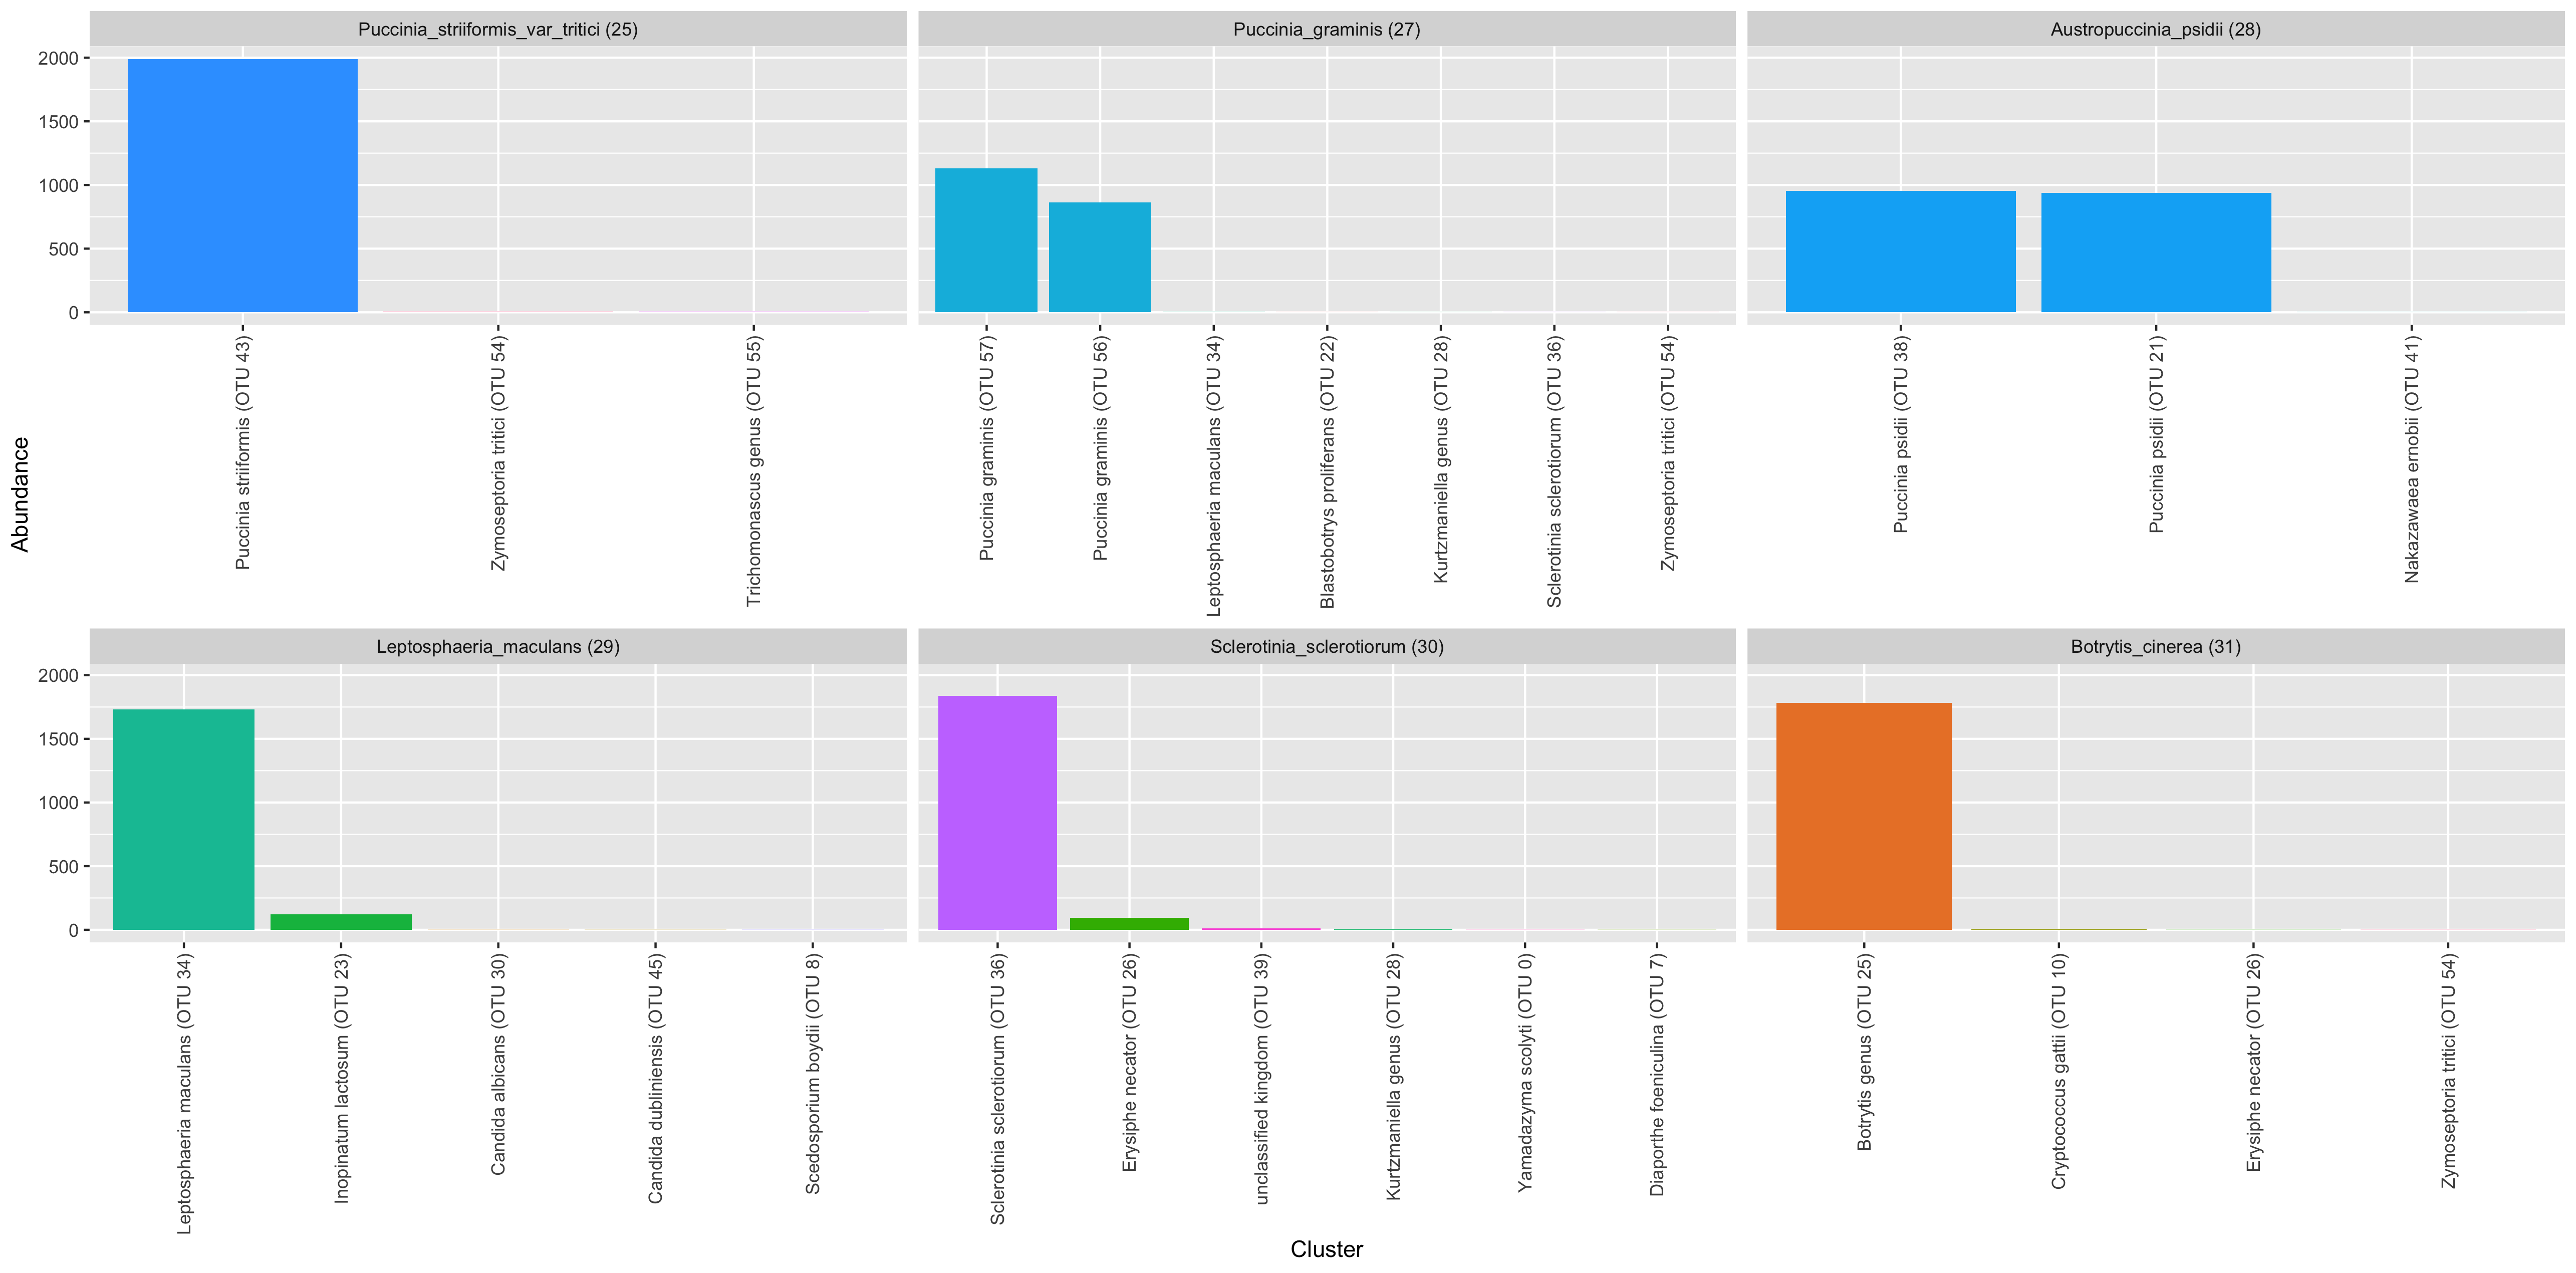 Puccinia_striiformis_var_tritici (25)
Puccinia_graminis (27)
Austropuccinia_psidii (28)
2000
1500
1000
500
0
Puccinia striiformis (OTU 43)
Zymoseptoria tritici (OTU 54)
Trichomonascus genus (OTU 55)
Puccinia graminis (OTU 57)
Puccinia graminis (OTU 56)
Leptosphaeria maculans (OTU 34)
Blastobotrys proliferans (OTU 22)
Kurtzmaniella genus (OTU 28)
Sclerotinia sclerotiorum (OTU 36)
Zymoseptoria tritici (OTU 54)
Puccinia psidii (OTU 38)
Puccinia psidii (OTU 21)
Nakazawaea ernobii (OTU 41)
Abundance
Leptosphaeria_maculans (29)
Sclerotinia_sclerotiorum (30)
Botrytis_cinerea (31)
2000
1500
1000
500
0
Leptosphaeria maculans (OTU 34)
Inopinatum lactosum (OTU 23)
Candida albicans (OTU 30)
Candida dubliniensis (OTU 45)
Scedosporium boydii (OTU 8)
Sclerotinia sclerotiorum (OTU 36)
Erysiphe necator (OTU 26)
unclassified kingdom (OTU 39)
Kurtzmaniella genus (OTU 28)
Yamadazyma scolyti (OTU 0)
Diaporthe foeniculina (OTU 7)
Botrytis genus (OTU 25)
Cryptococcus gattii (OTU 10)
Erysiphe necator (OTU 26)
Zymoseptoria tritici (OTU 54)
Cluster